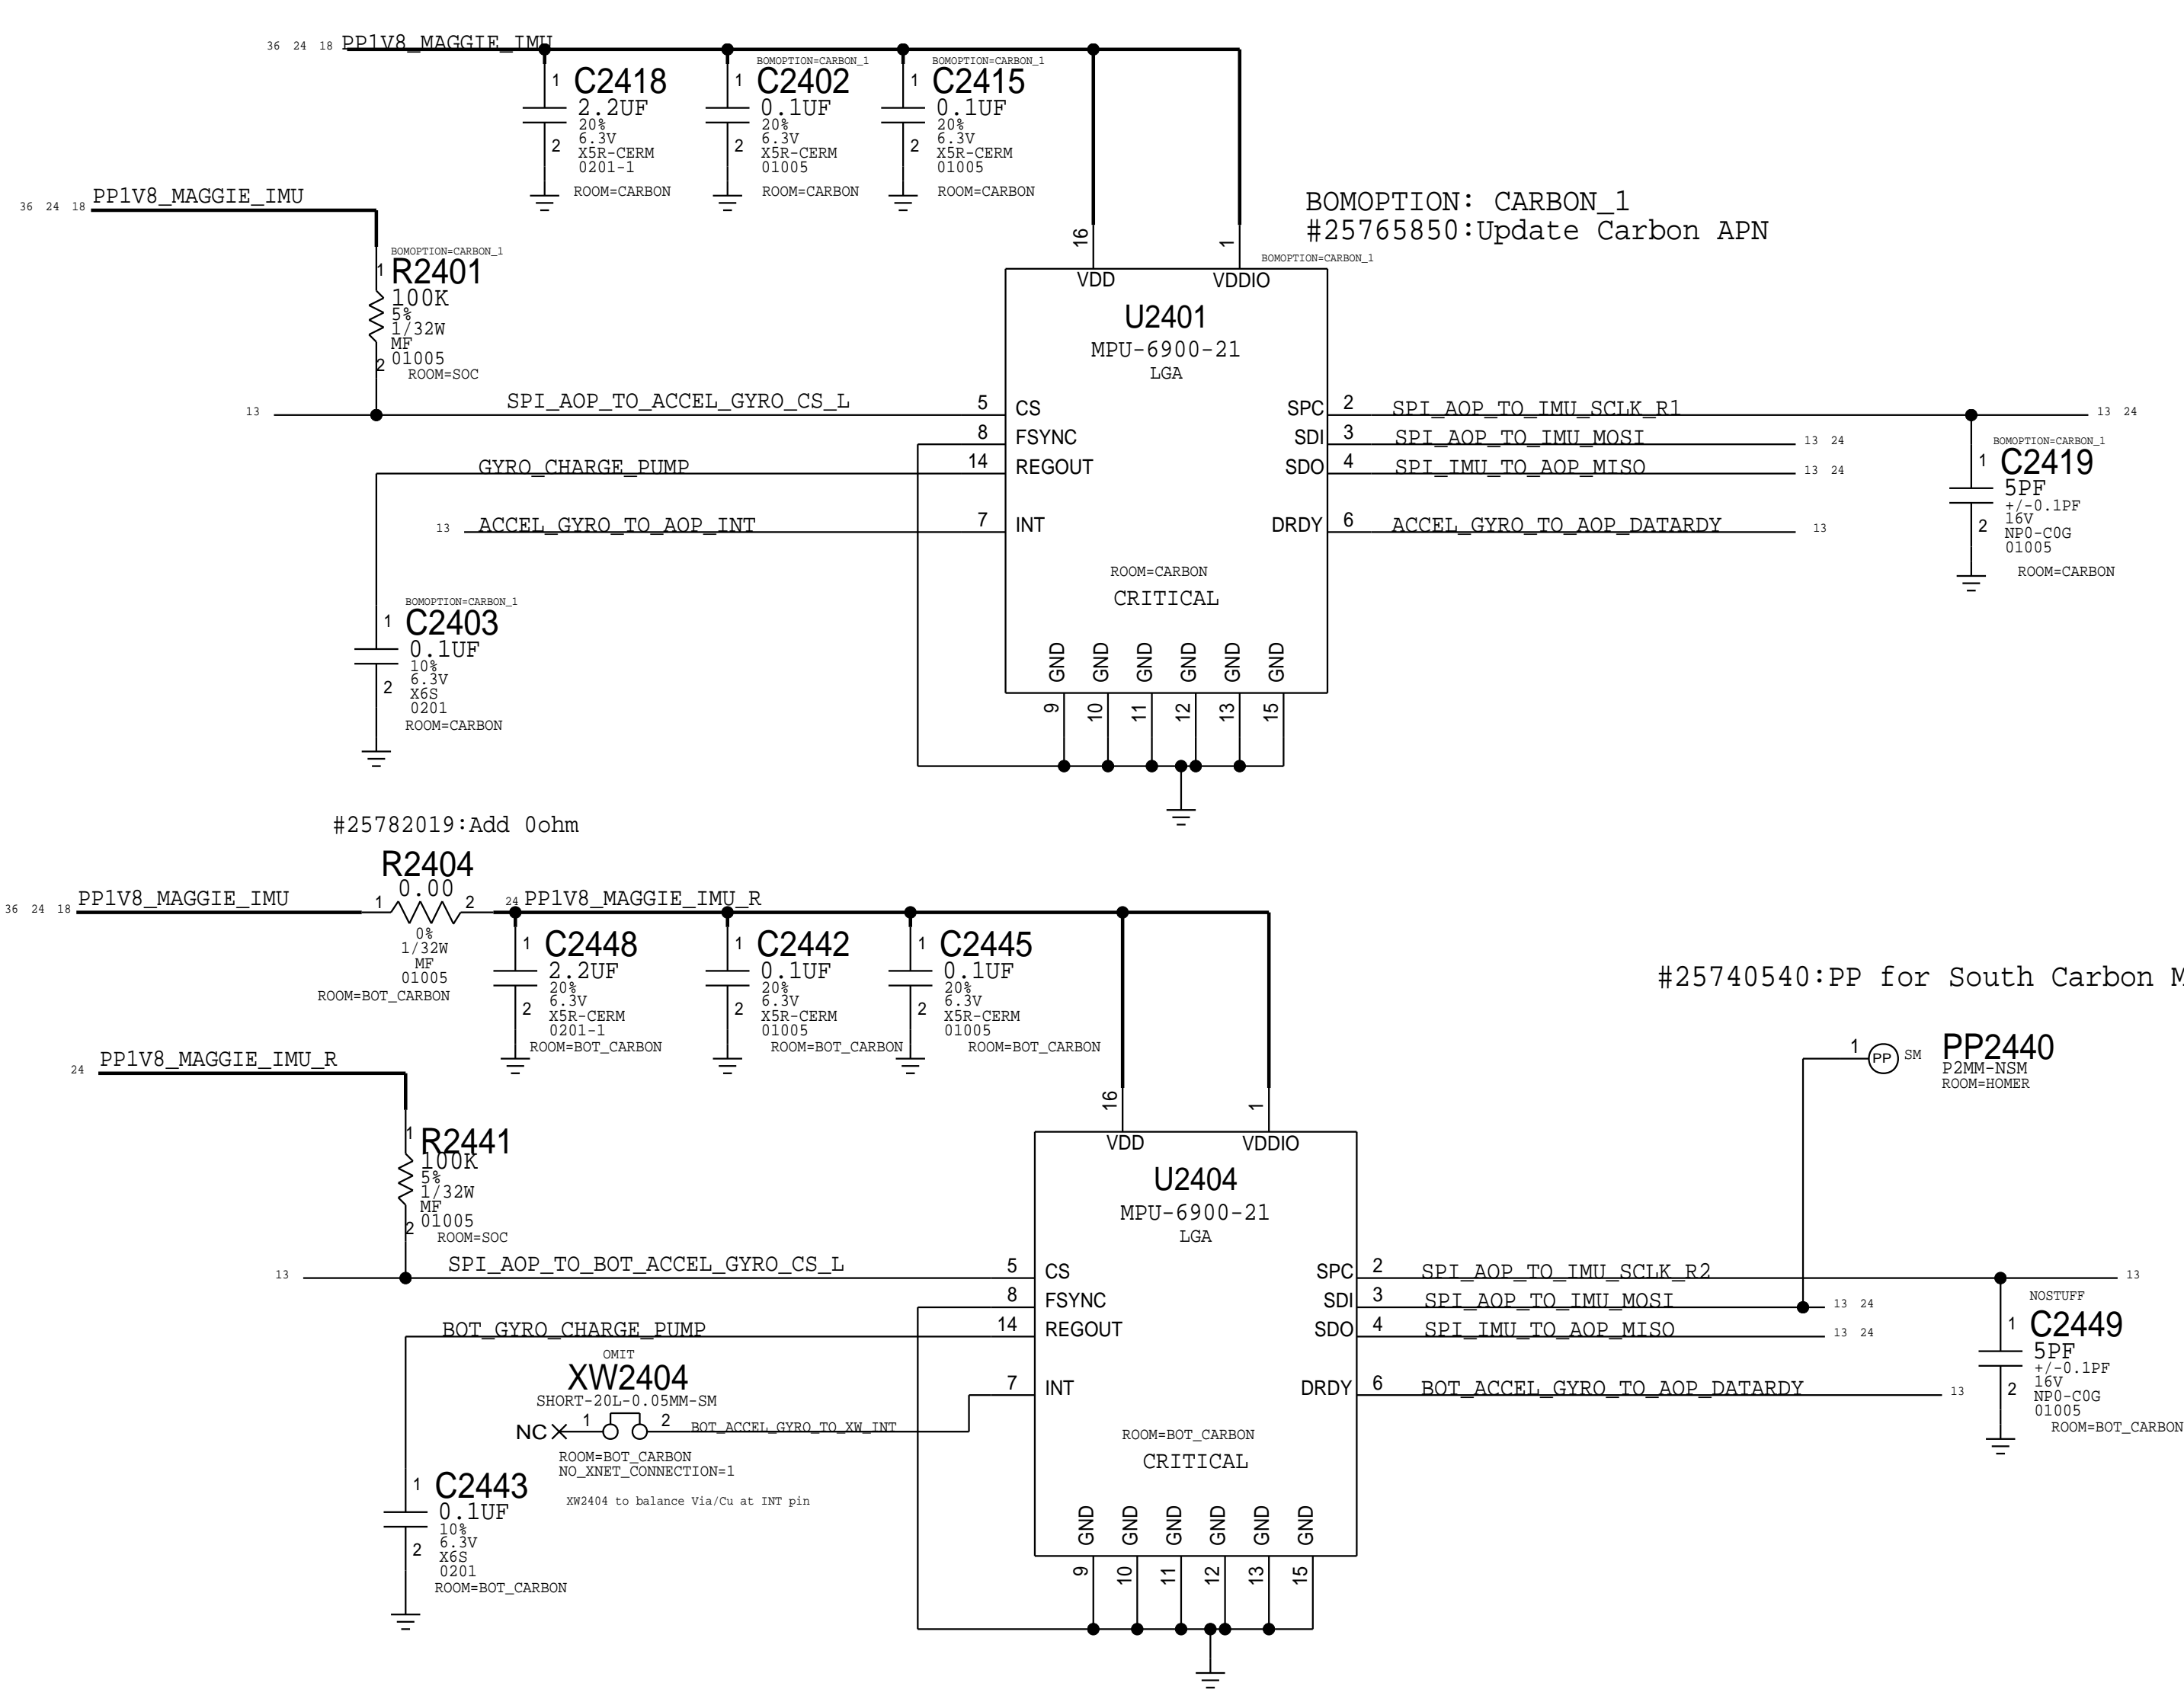 36 24 18 PP1V8_MAGGIE_IMU
BOMOPTION=CARBON_1
BOMOPTION=CARBON_1
1 C2418
2.2UF
20%
6.3V
2
X5R-CERM
0201-1
ROOM=CARBON
1 C2402
0.1UF
20%
6.3V
2
X5R-CERM
01005
ROOM=CARBON
1 C2415
0.1UF
20%
6.3V
2
X5R-CERM
01005
ROOM=CARBON
36 24 18 PP1V8_MAGGIE_IMU
BOMOPTION=CARBON_1
1 R2401
100K
5%
1/32W
MF
2 01005
ROOM=SOC
BOMOPTION: CARBON_1
#25765850:Update Carbon APN
BOMOPTION=CARBON_1
16
1
VDD
VDDIO
U2401
MPU-6900-21
LGA
13 SPI_AOP_TO_ACCEL_GYRO_CS_L 5 CS
8 FSYNC
GYRO_CHARGE_PUMP 14 REGOUT
13 ACCEL_GYRO_TO_AOP_INT 7 INT
SPC 2 SPI_AOP_TO_IMU_SCLK_R1 13 24
SDI 3 SPI_AOP_TO_IMU_MOSI 13 24
SDO 4 SPI_IMU_TO_AOP_MISO 13 24
DRDY 6 ACCEL_GYRO_TO_AOP_DATARDY 13
BOMOPTION=CARBON_1
1 C2419
5PF
+/-0.1PF
16V
2
NP0-C0G
01005
ROOM=CARBON
ROOM=CARBON
CRITICAL
BOMOPTION=CARBON_1
1 C2403
0.1UF
10%
6.3V
2
X6S
0201
ROOM=CARBON
GND GND GND GND GND GND
9 10 11 12 13 15
#25782019:Add 0ohm
R2404
0.00
36 24 18 PP1V8_MAGGIE_IMU 1 2 24 PP1V8_MAGGIE_IMU_R
0%
1/32W
MF
01005
ROOM=BOT_CARBON
1 C2448
2.2UF
20%
6.3V
2
X5R-CERM
0201-1
ROOM=BOT_CARBON
1 C2442
0.1UF
20%
6.3V
2
X5R-CERM
01005
ROOM=BOT_CARBON
1 C2445
0.1UF
20%
6.3V
2
X5R-CERM
01005
ROOM=BOT_CARBON
#25740540:PP for South Carbon M
1 PP SM PP2440
P2MM-NSM
ROOM=HOMER
24 PP1V8_MAGGIE_IMU_R
1 R2441
100K
5%
1/32W
MF
01005
2
ROOM=SOC
16
1
VDD
VDDIO
U2404
MPU-6900-21
LGA
13 SPI_AOP_TO_BOT_ACCEL_GYRO_CS_L 5 CS
8 FSYNC
BOT_GYRO_CHARGE_PUMP 14 REGOUT
7 INT
SPC 2 SPI_AOP_TO_IMU_SCLK_R2 13
SDI 3 SPI_AOP_TO_IMU_MOSI 13 24
SDO 4 SPI_IMU_TO_AOP_MISO 13 24
DRDY 6 BOT_ACCEL_GYRO_TO_AOP_DATARDY 13
NOSTUFF
1 C2449
5PF
+/-0.1PF
16V
2
NP0-C0G
01005
ROOM=BOT_CARBON
OMIT
XW2404
SHORT-20L-0.05MM-SM
NC 1 2 BOT_ACCEL_GYRO_TO_XW_INT
ROOM=BOT_CARBON
NO_XNET_CONNECTION=1
XW2404 to balance Via/Cu at INT pin
ROOM=BOT_CARBON
CRITICAL
1 C2443
0.1UF
10%
6.3V
2
X6S
0201
ROOM=BOT_CARBON
GND GND GND GND GND GND
9 10 11 12 13 15